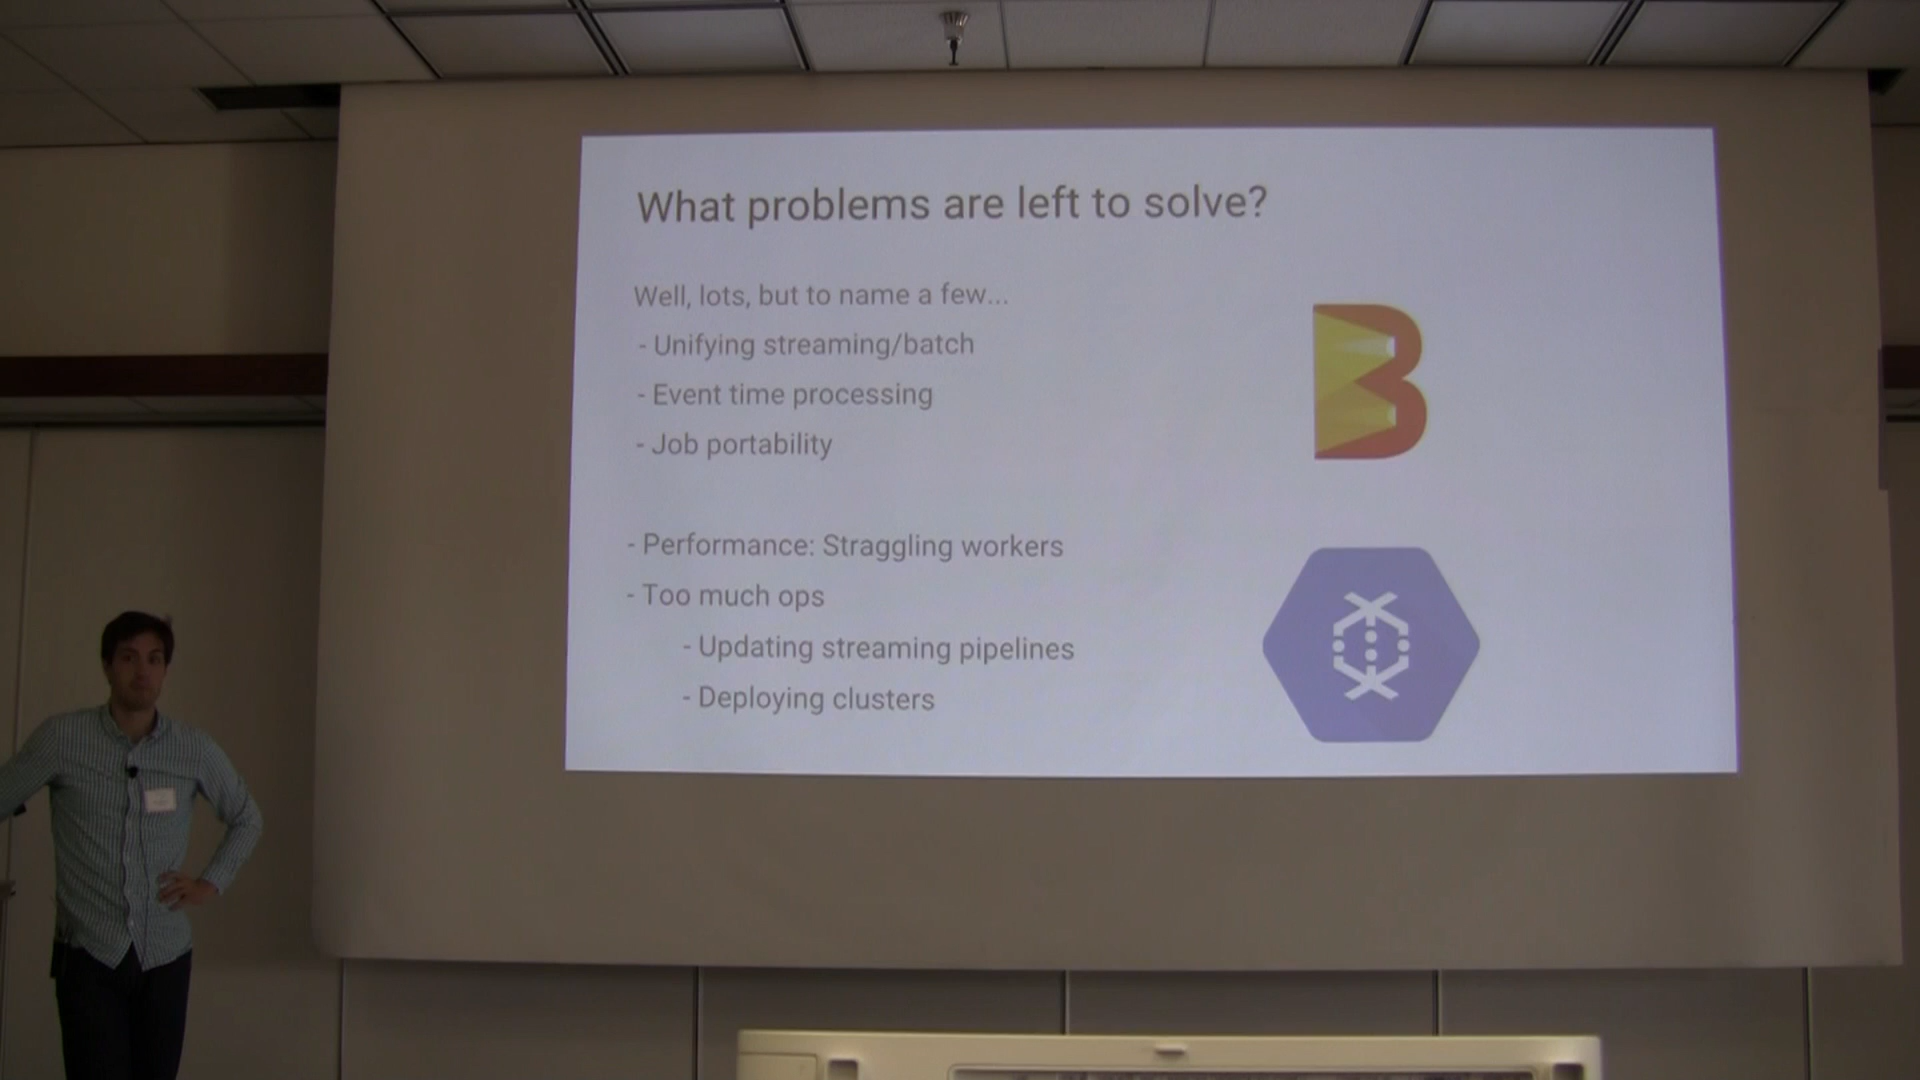 What problems are left to solve?
Well, lots, but to name a few...
- Unifying streaming/batch
- Event time processing
- Job portability
- Performance: Straggling workers
- Too much ops
- Updating streaming pipelines
- Deploying clusters